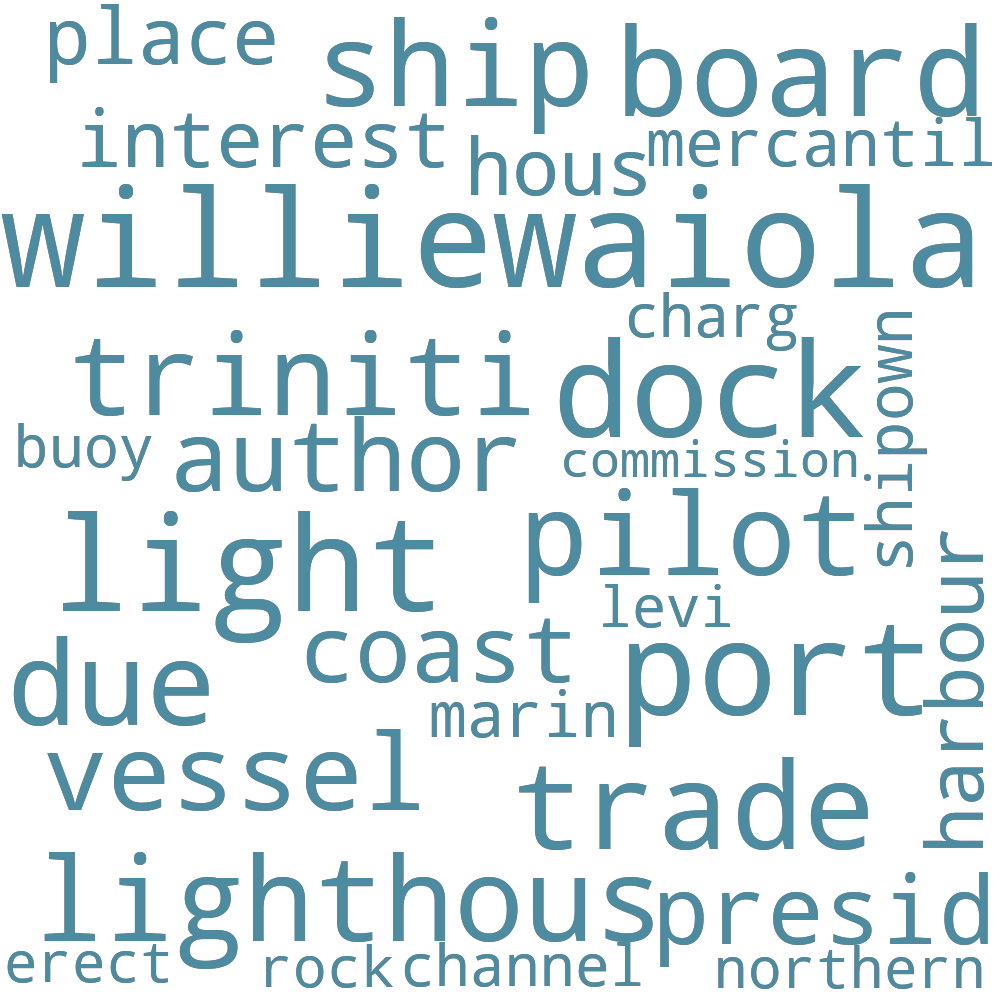 place
ship
board
interest
hous
mercantil
williewaiola
charg
triniti
dock
shipown
buoy
author
commission
light
pilot
levi
harbour
coast
due
port
marin
vessel
trade
lighthous
presid
erect
rock
channel
northern